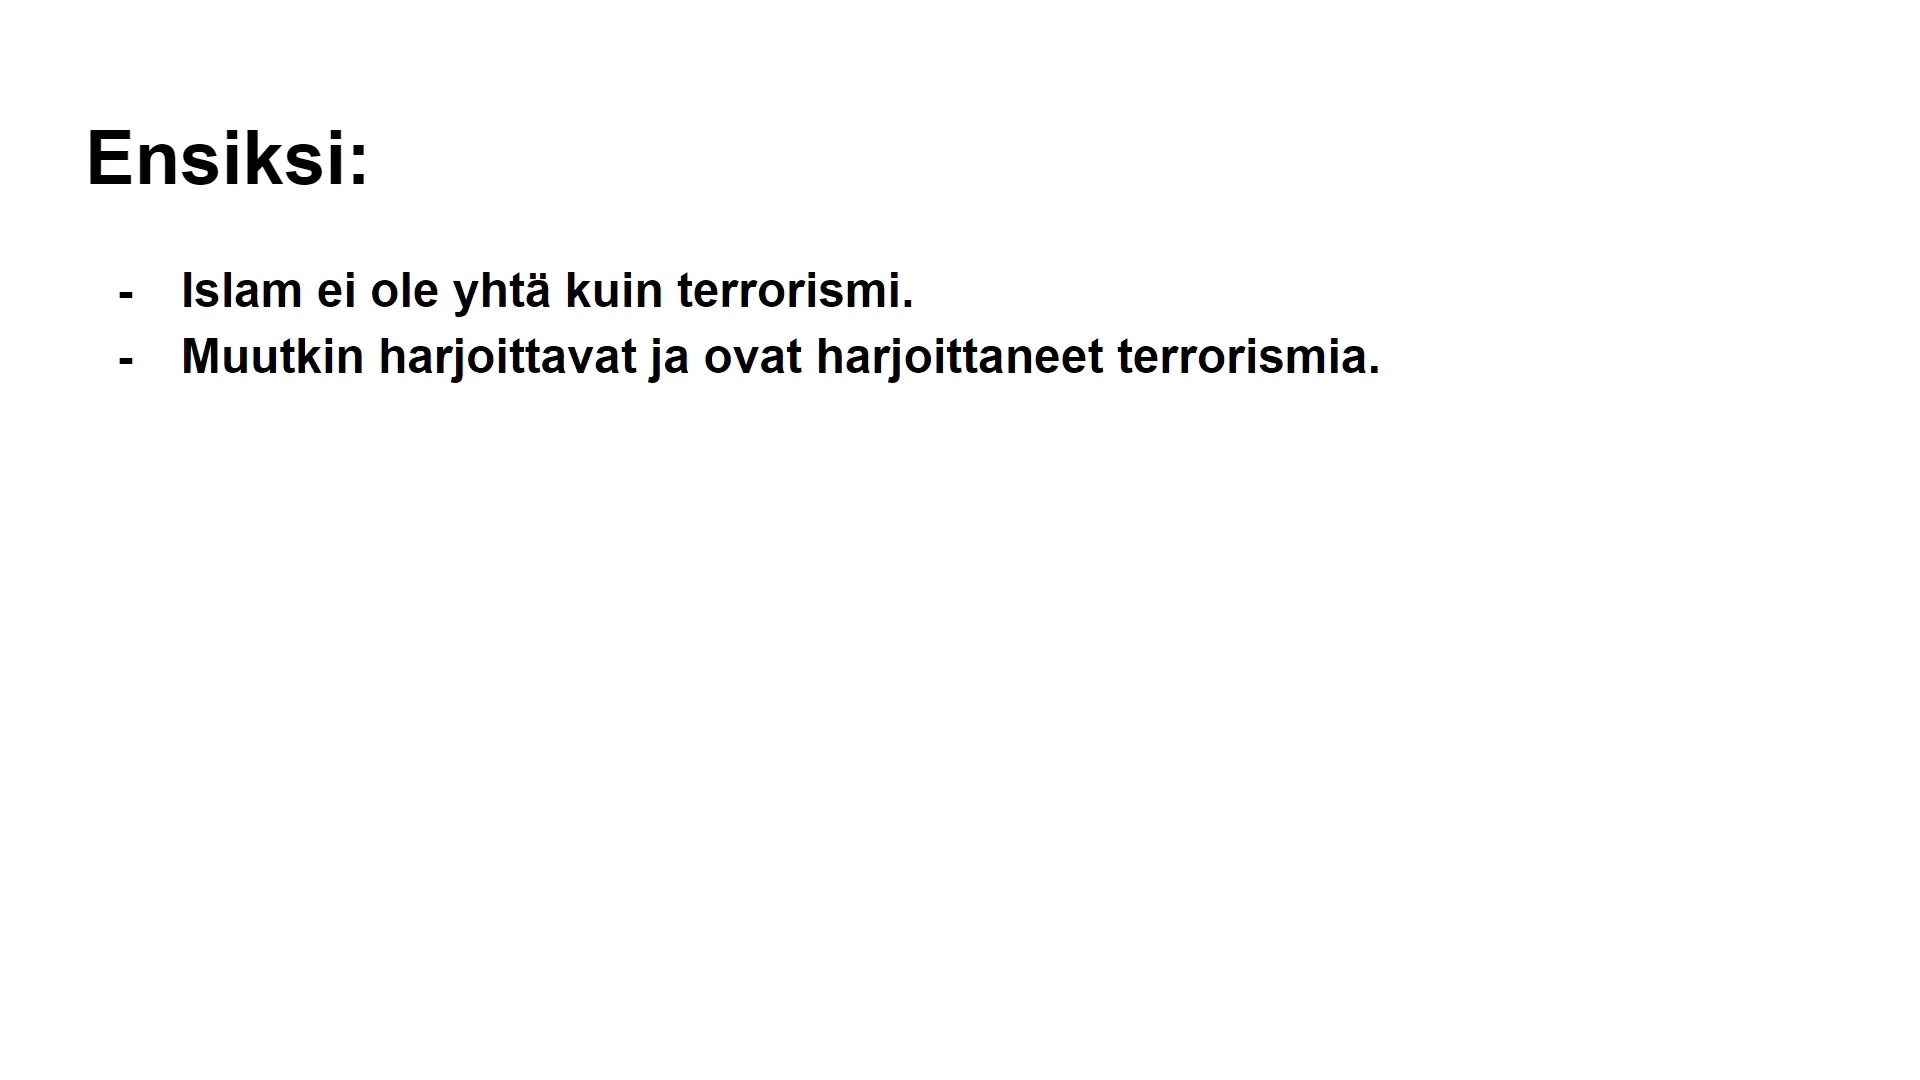 Ensiksi:
- Islam ei ole yhtä kuin terrorismi.
- Muutkin harjoittavat ja ovat harjoittaneet terrorismia.